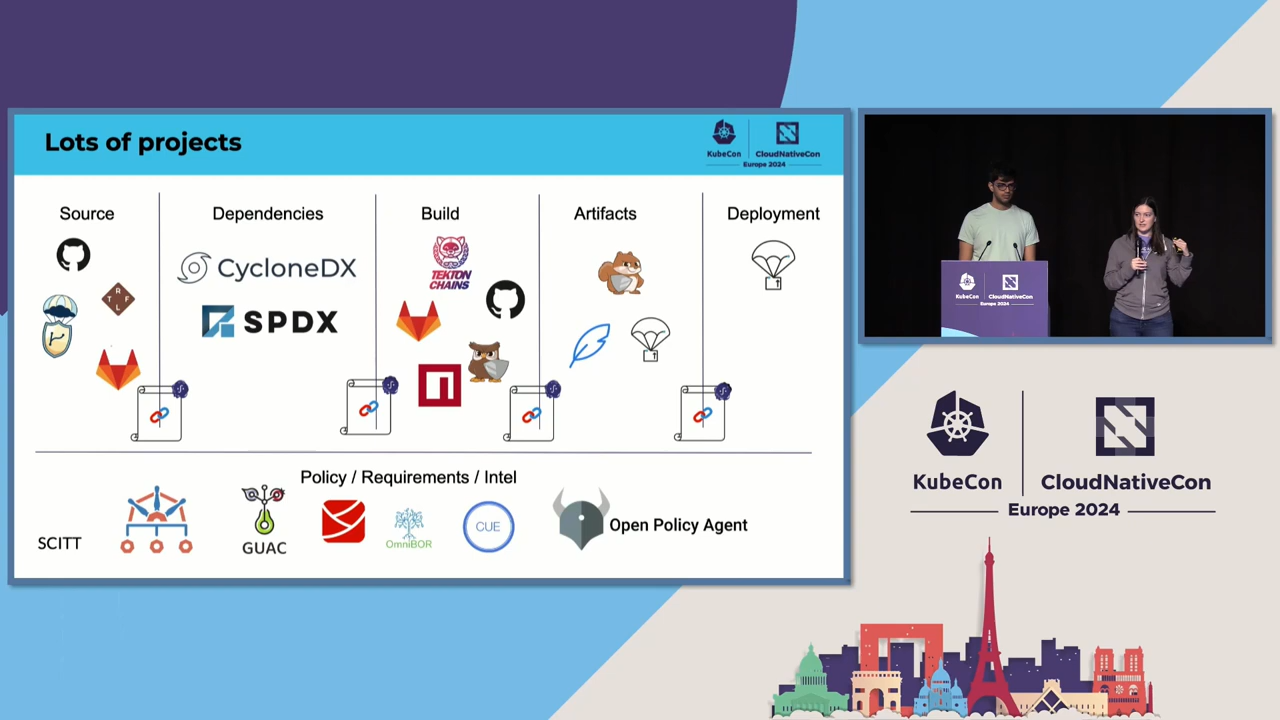 Lots of projects
KubeCon
CloudNativeCon
Europe 2024
Source
Dependencies
Build
Artifacts
Deployment
CycloneDX
SPDX
TEKTON
CHAINS
R
T F
L
Policy / Requirements / Intel
SCITT
GUAC
OmniBOR
CUE
Open Policy Agent
KubeCon
CloudNativeCon
Europe 2024
KubeCon
CloudNativeCon
Europe 2024